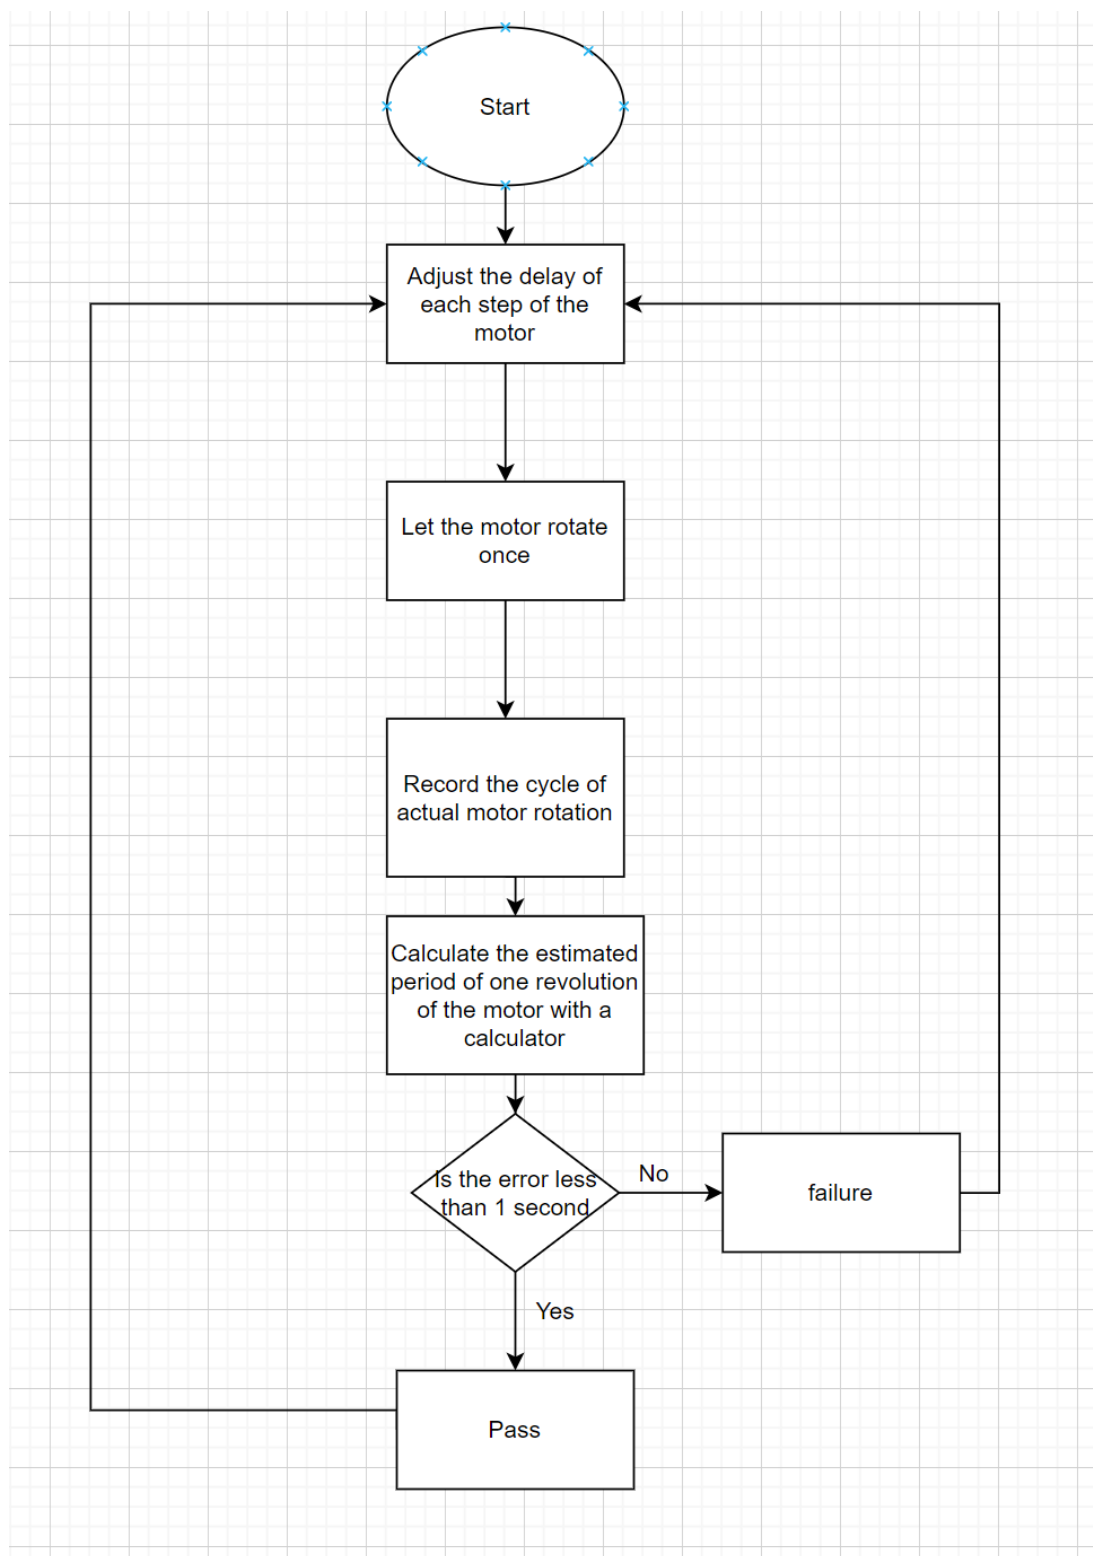 Start
Adjust the delay of
each step of the
motor
Let the motor rotate
once
Record the cycle of
actual motor rotation
Calculate the estimated
period of one revolution
of the motor with a
calculator
Is the error less
than 1 second
No
failure
Yes
Pass